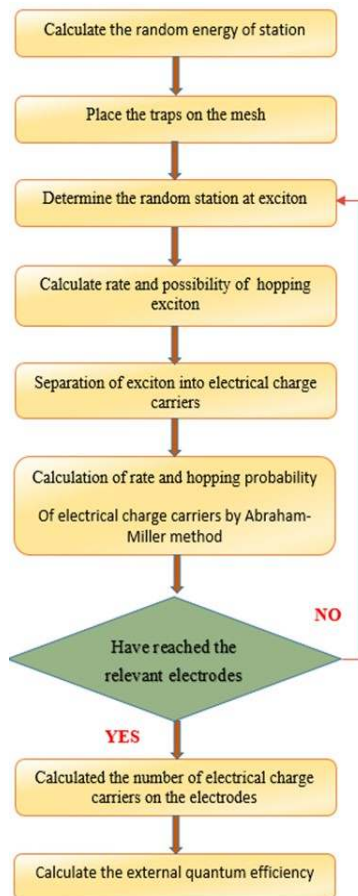 Calculate the random energy of station
Place the traps on the mesh
Determine the random station at exciton
Calculate rate and possibility of hopping
exciton
Separation of exciton into electrical charge
carriers
Calculation of rate and hopping probability
Of electrical charge carriers by Abraham-
Miller method
NO
Have reached the
relevant electrodes
YES
Calculated the number of electrical charge
carriers on the electrodes
Calculate the external quantum efficiency